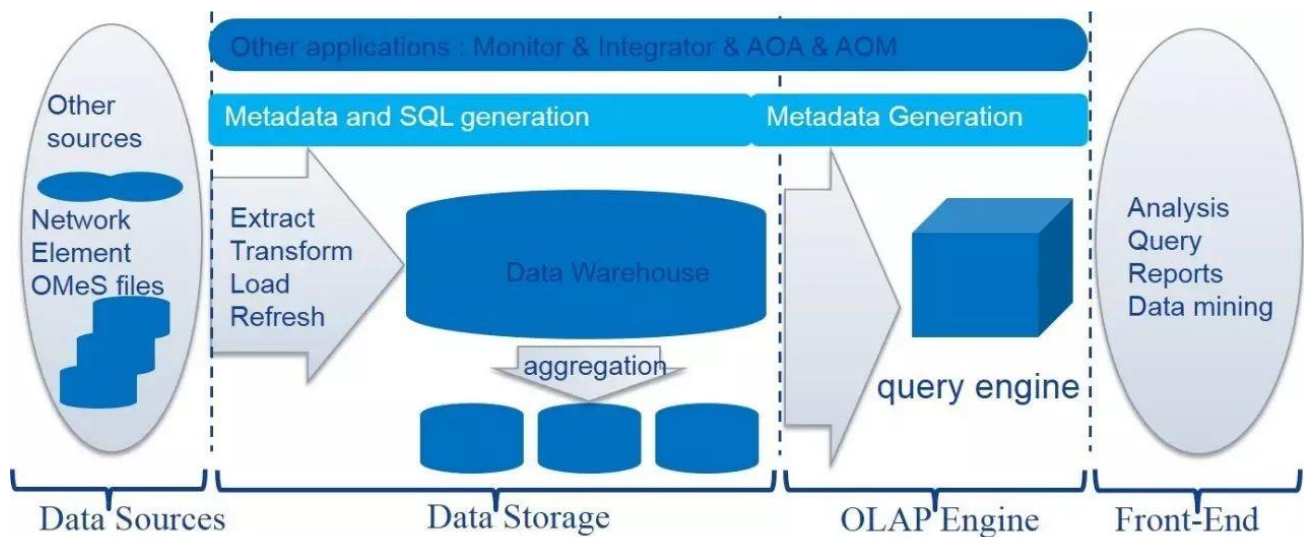 Other applications : Monitor & Integrator & AOA & AOM
Metadata and SQL generation
Metadata Generation
Other
sources
Network
Element
OMeS files
Extract
Transform
Load
Refresh
Data Warehouse
aggregation
query engine
Analysis
Query
Reports
Data mining
Data Sources
Data Storage
OLAP Engine
Front-End